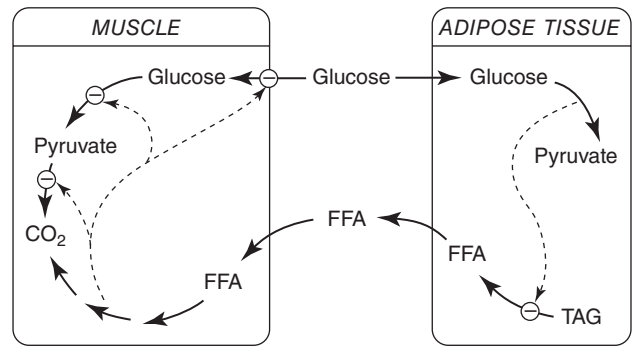 MUSCLE
ADIPOSE TISSUE
Glucose
Glucose
Glucose
Pyruvate
Pyruvate
CO₂
FFA
FFA
FFA
TAG